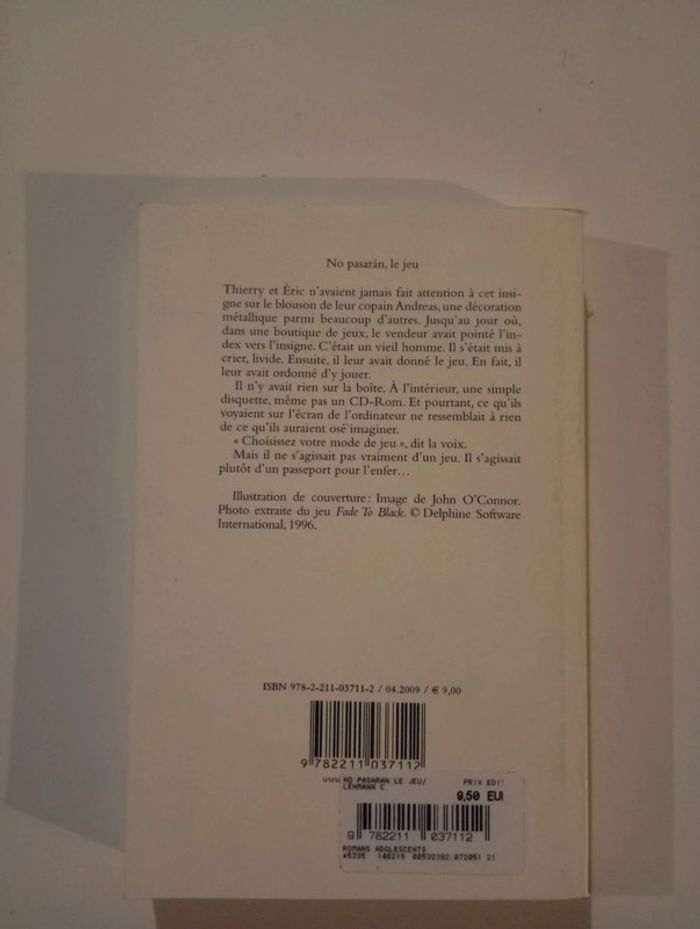 No pasarán, le jeu
Thierry et Éric n'avaient jamais fait attention à cet insi-
gne sur le blouson de leur copain Andreas, une décoration
métallique parmi beaucoup d'autres. Jusqu'au jour où,
dans une boutique de jeux, le vendeur avait pointé l'in-
dex vers l'insigne. C'était un vieil homme. Il s'était mis à
crier, livide. Ensuite, il leur avait donné le jeu. En fait, il
leur avait ordonné d'y jouer.
Il n'y avait rien sur la boîte. À l'intérieur, une simple
disquette, même pas un CD-Rom. Et pourtant, ce qu'ils
voyaient sur l'écran de l'ordinateur ne ressemblait à rien
de ce qu'ils auraient osé imaginer.
« Choisissez votre mode de jeu », dit la voix.
Mais il ne s'agissait pas vraiment d'un jeu. Il s'agissait
plutôt d'un passeport pour l'enfer…
Illustration de couverture : Image de John O'Connor.
Photo extraite du jeu Fade To Black. © Delphine Software
International, 1996.
ISBN 978-2-211-03711-2 / 04.2009 / € 9,00
9 782211 037112
www
NO PASARAN LE JEU/ PRIX EDIT
LEHMANN C.
9,50 EUR
9 782211 037112
ROMANS ADOLESCENTS
*5335 146216 00532382 072051 21